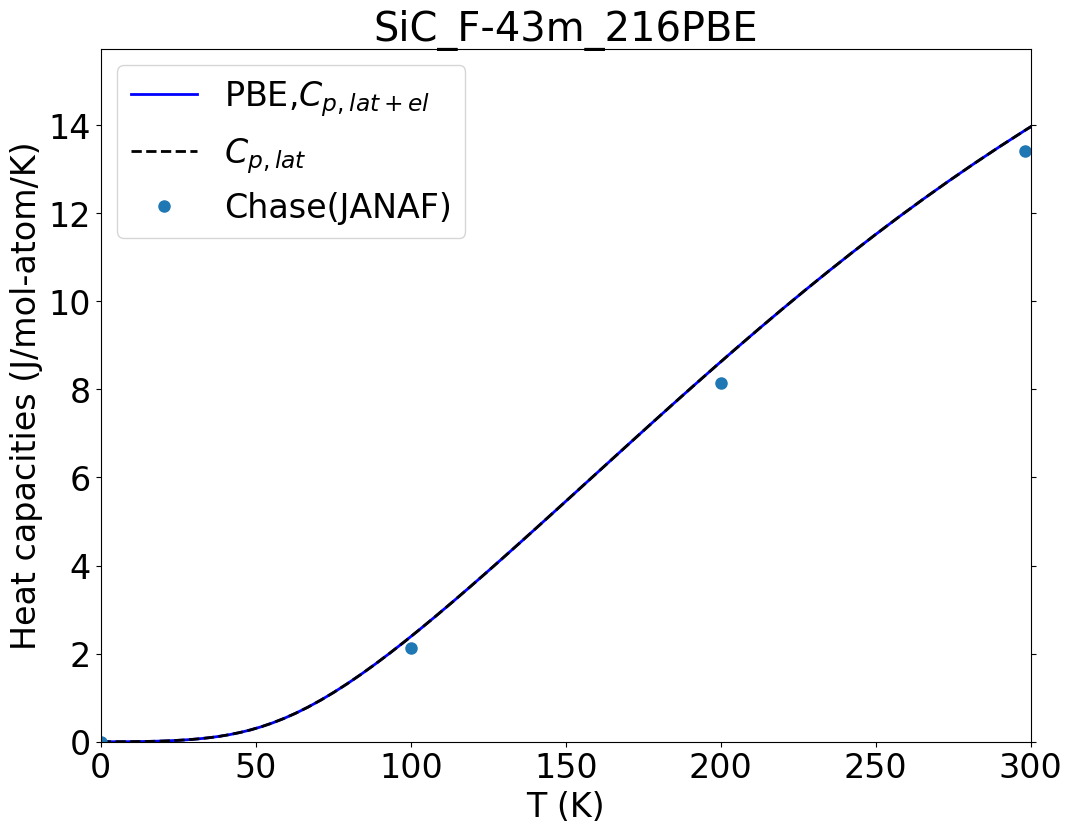 SiC_F-43m_216PBE
PBE,C_{p, lat + el}
C_{p, lat}
Chase(JANAF)
Heat capacities (J/mol-atom/K)
14
12
10
8
6
4
2
0
0 50 100 150 200 250 300
T (K)